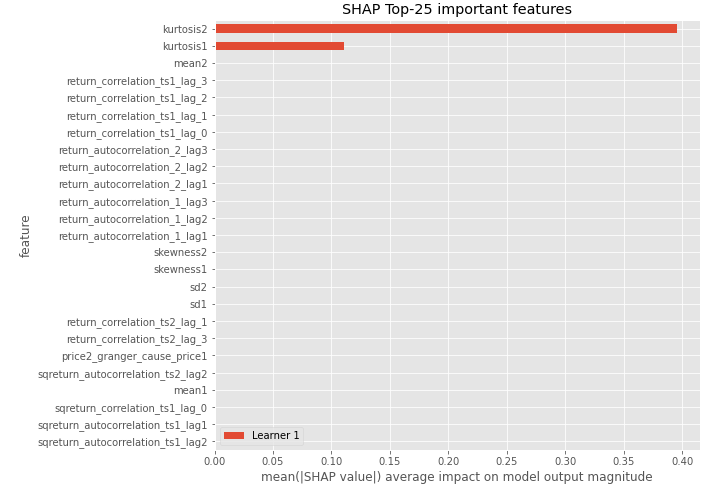 SHAP Top-25 important features
kurtosis2
kurtosis1
mean2
return_correlation_ts1_lag_3
return_correlation_ts1_lag_2
return_correlation_ts1_lag_1
return_correlation_ts1_lag_0
return_autocorrelation_2_lag3
return_autocorrelation_2_lag2
return_autocorrelation_2_lag1
return_autocorrelation_1_lag3
return_autocorrelation_1_lag2
return_autocorrelation_1_lag1
skewness2
skewness1
sd2
sd1
return_correlation_ts2_lag_1
return_correlation_ts2_lag_3
price2_granger_cause_price1
sqreturn_autocorrelation_ts2_lag2
mean1
sqreturn_correlation_ts1_lag_0
sqreturn_autocorrelation_ts1_lag1
sqreturn_autocorrelation_ts1_lag2
feature
Learner 1
0.00 0.05 0.10 0.15 0.20 0.25 0.30 0.35 0.40
mean(|SHAP value|) average impact on model output magnitude